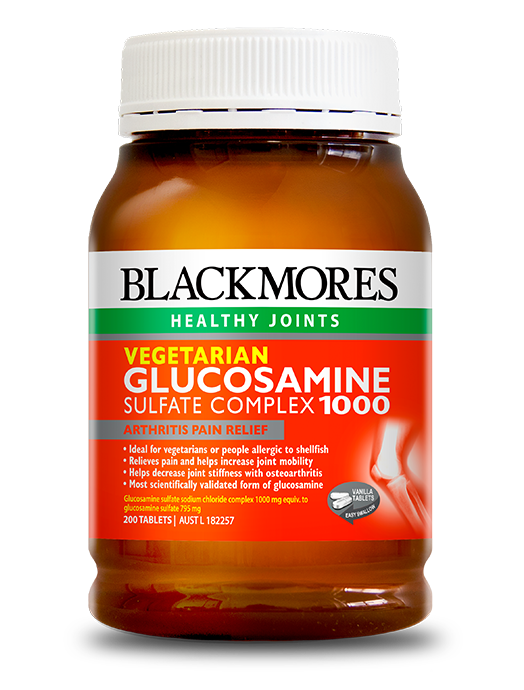 BLACKMORES
HEALTHY JOINTS
VEGETARIAN
GLUCOSAMINE
SULFATE COMPLEX 1000
ARTHRITIS PAIN RELIEF
• Ideal for vegetarians or people allergic to shellfish
• Relieves pain and helps increase joint mobility
• Helps decrease joint stiffness with osteoarthritis
• Most scientifically validated form of glucosamine
Glucosamine sulfate sodium chloride complex 1000 mg equiv. to
glucosamine sulfate 795 mg
200 TABLETS | AUST L 182257
VANILLA
TABLETS
EASY SWALLOW